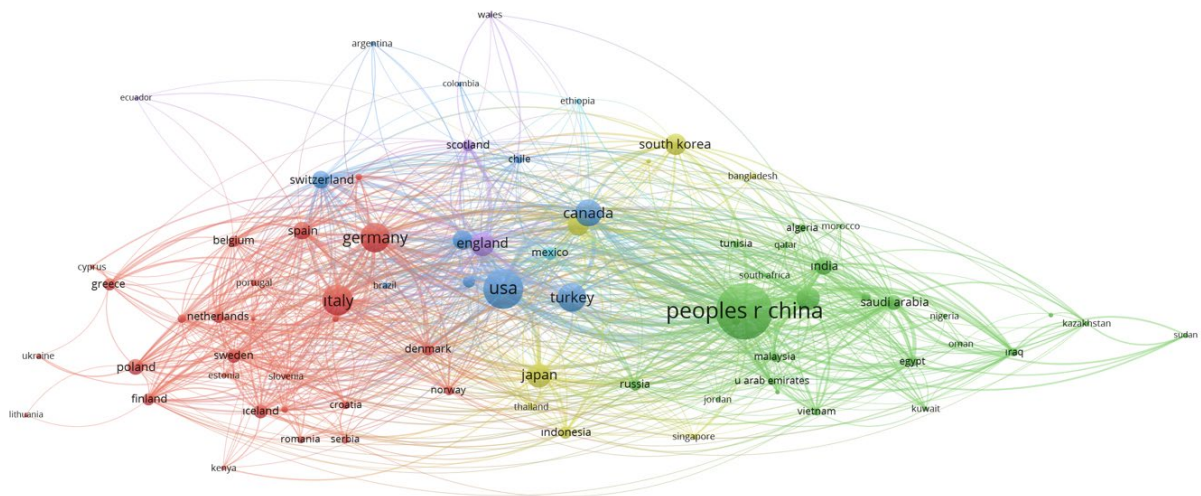 wales
argentina
colombia
ecuador
ethiopia
scotland
south korea
chile
switzerland
bangladesh
canada
spain
germany
belgium
england
mexico
algeria
morocco
tunisia
qatar
cyprus
greece
portugal
brazil
usa
turkey
south africa
india
italy
peoples r china
saudi arabia
netherlands
nigeria
kazakhstan
sudan
ukraine
poland
sweden
denmark
malaysia
egypt
oman
iraq
estonia
slovenia
japan
russia
u arab emirates
finland
norway
jordan
lithuania
iceland
croatia
thailand
vietnam
kuwait
romania
serbia
indonesia
singapore
kenya